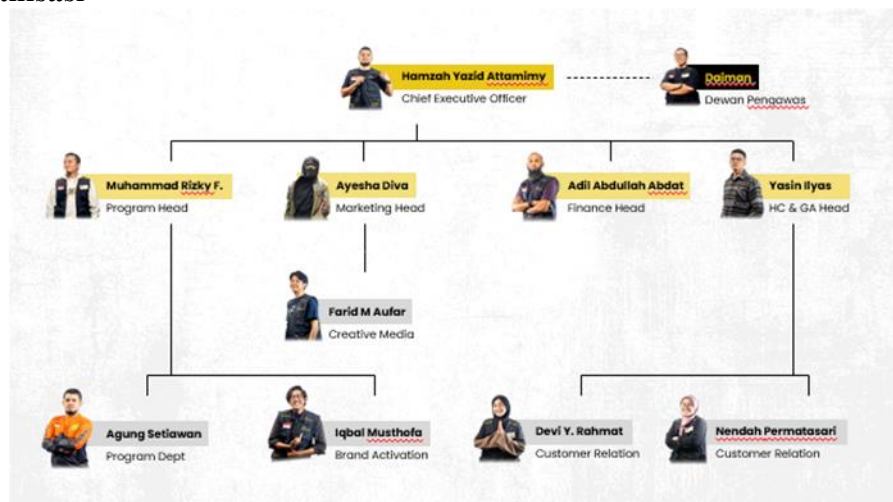 Hamzah Yazid Attamimy
Chief Executive Officer
Daiman
Dewan Pengawas
Muhammad Rizky F.
Program Head
Ayesha Diva
Marketing Head
Adil Abdullah Abdat
Finance Head
Yasin Ilyas
HC & GA Head
Farid M Aufar
Creative Media
Agung Setiawan
Program Dept
Iqbal Musthofa
Brand Activation
Devi Y. Rahmat
Customer Relation
Nendah Permatasari
Customer Relation